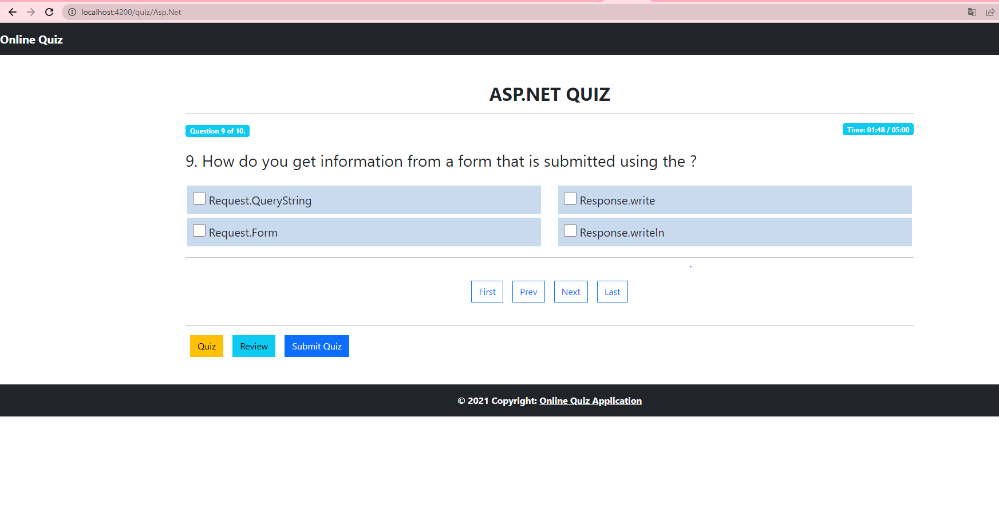 localhost:4200/quiz/Asp.Net
Online Quiz
ASP.NET QUIZ
Question 9 of 10.
Time: 01:48 / 05:00
9. How do you get information from a form that is submitted using the ?
Request.QueryString
Response.write
Request.Form
Response.writeln
First Prev Next Last
Quiz Review Submit Quiz
© 2021 Copyright: Online Quiz Application